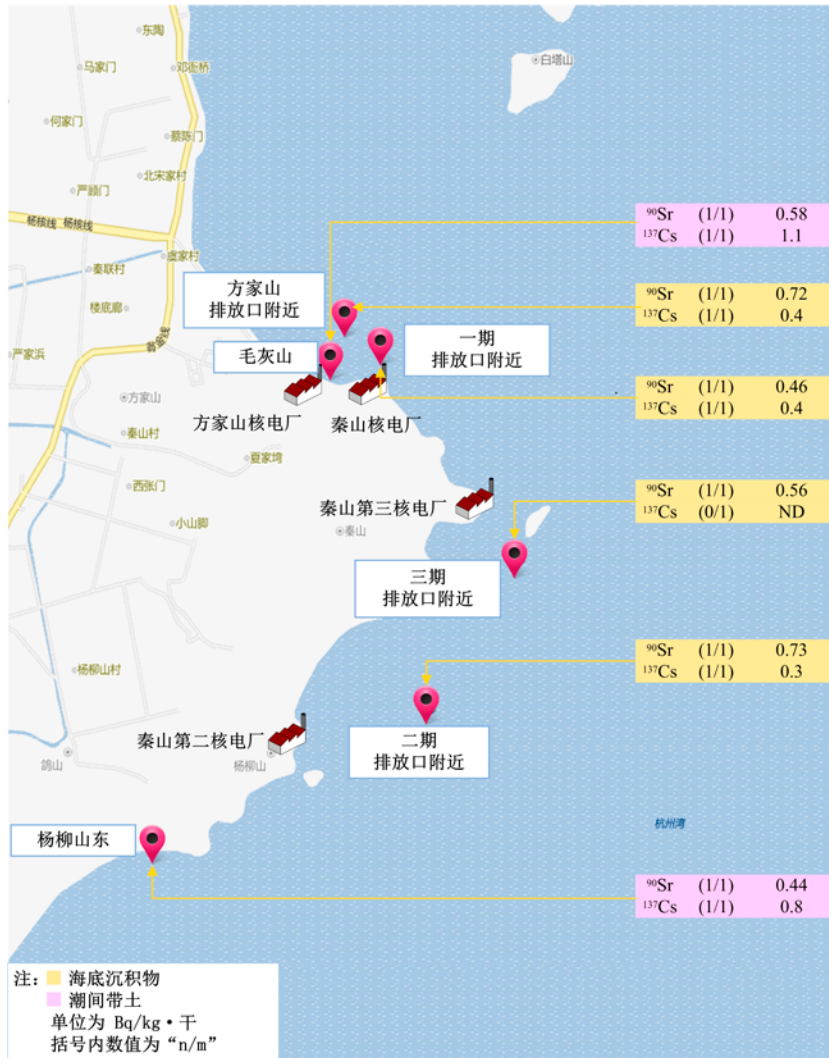 东陶
白塔山
马家门
邓衙桥
何家门
蔡陈门
北宋家村
严顾门
杨核线 杨核线
虞家村
秦联村
楼底廊
严家浜
⁹⁰Sr (1/1) 0.58
¹³⁷Cs (1/1) 1.1
方家山
排放口附近
⁹⁰Sr (1/1) 0.72
¹³⁷Cs (1/1) 0.4
毛灰山
一期
排放口附近
方家山核电厂
秦山核电厂
⁹⁰Sr (1/1) 0.46
¹³⁷Cs (1/1) 0.4
方家山
秦山村
夏家塆
西张门
小山脚
秦山
秦山第三核电厂
⁹⁰Sr (1/1) 0.56
¹³⁷Cs (0/1) ND
三期
排放口附近
杨柳山村
⁹⁰Sr (1/1) 0.73
¹³⁷Cs (1/1) 0.3
秦山第二核电厂
二期
排放口附近
鸽山
杨柳山
杭州湾
杨柳山东
⁹⁰Sr (1/1) 0.44
¹³⁷Cs (1/1) 0.8
注: 海底沉积物
潮间带土
单位为 Bq/kg·干
括号内数值为“n/m”